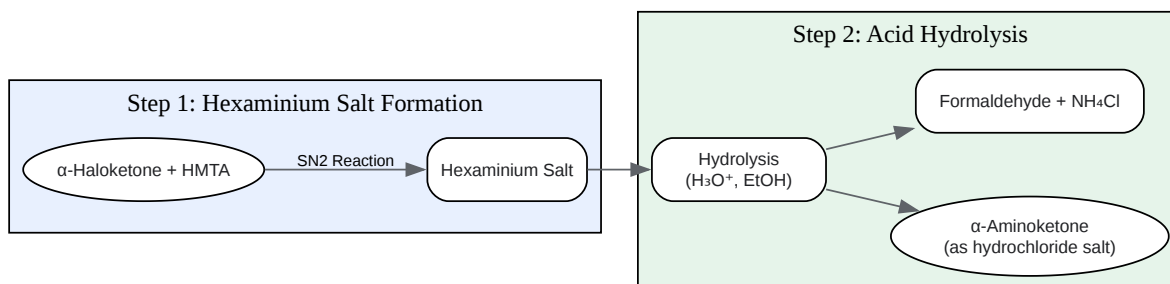 Step 1: Hexaminium Salt Formation
α-Haloketone + HMTA
SN2 Reaction
Hexaminium Salt
Step 2: Acid Hydrolysis
Hydrolysis
(H₃O⁺, EtOH)
Formaldehyde + NH₄Cl
α-Aminoketone
(as hydrochloride salt)